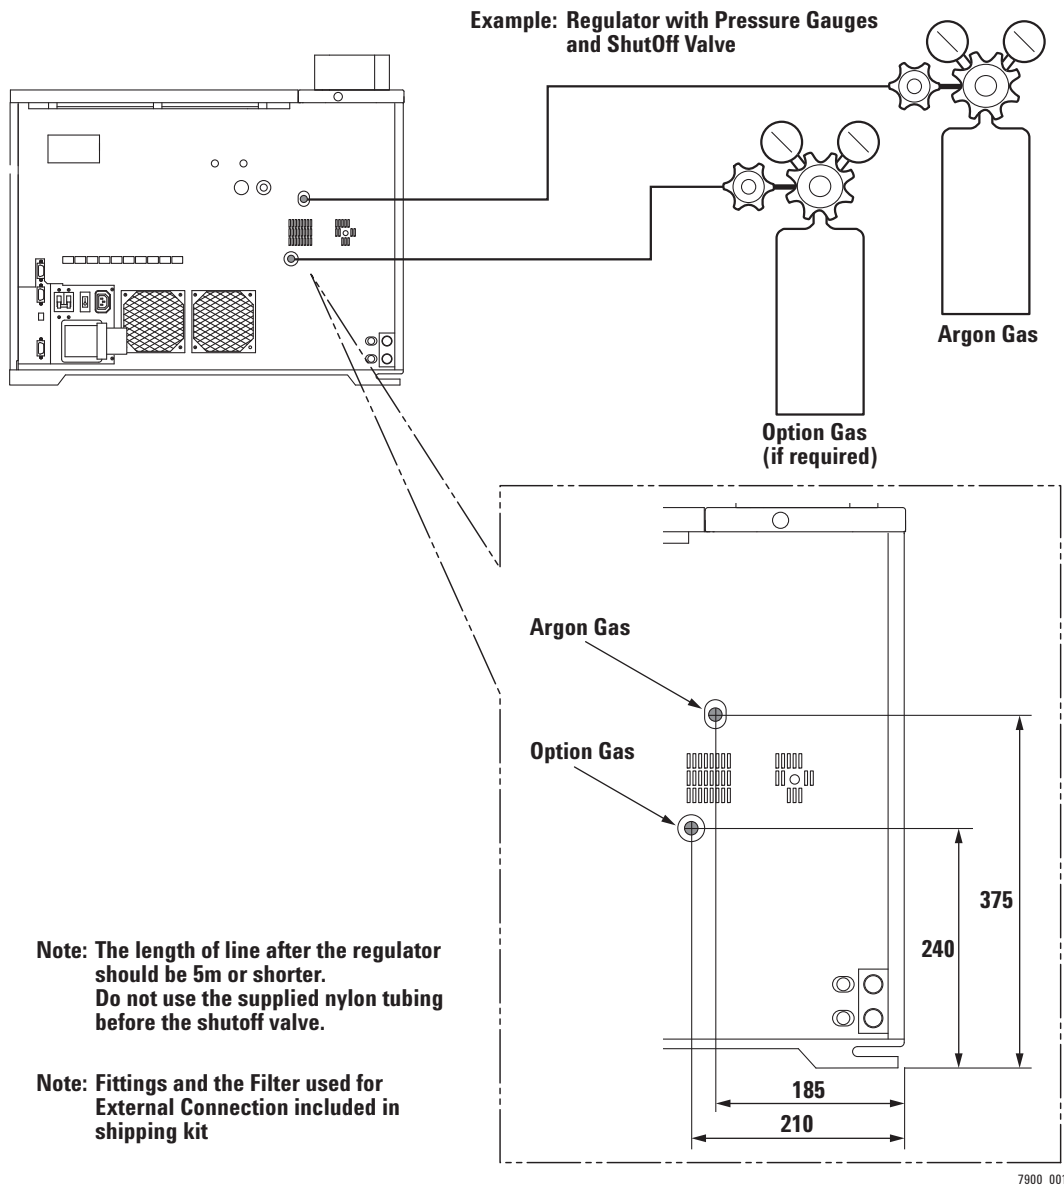 Example: Regulator with Pressure Gauges
and ShutOff Valve
Argon Gas
Option Gas
(if required)
Argon Gas
Option Gas
375
240
185
210
Note: The length of line after the regulator
should be 5m or shorter.
Do not use the supplied nylon tubing
before the shutoff valve.
Note: Fittings and the Filter used for
External Connection included in
shipping kit